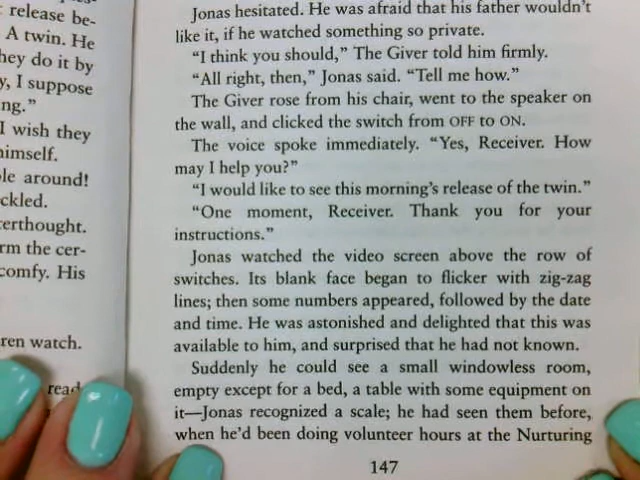 release be-
A twin. He
hey do it by
y, I suppose
ng."
I wish they
himself.
le around!
ckled.
terthought.
rm the cer-
comfy. His
ren watch.
read
Jonas hesitated. He was afraid that his father wouldn't
like it, if he watched something so private.
"I think you should," The Giver told him firmly.
"All right, then," Jonas said. "Tell me how."
The Giver rose from his chair, went to the speaker on
the wall, and clicked the switch from OFF to ON.
The voice spoke immediately. "Yes, Receiver. How
may I help you?"
"I would like to see this morning's release of the twin."
"One moment, Receiver. Thank you for your
instructions."
Jonas watched the video screen above the row of
switches. Its blank face began to flicker with zig-zag
lines; then some numbers appeared, followed by the date
and time. He was astonished and delighted that this was
available to him, and surprised that he had not known.
Suddenly he could see a small windowless room,
empty except for a bed, a table with some equipment on
it—Jonas recognized a scale; he had seen them before,
when he'd been doing volunteer hours at the Nurturing
147